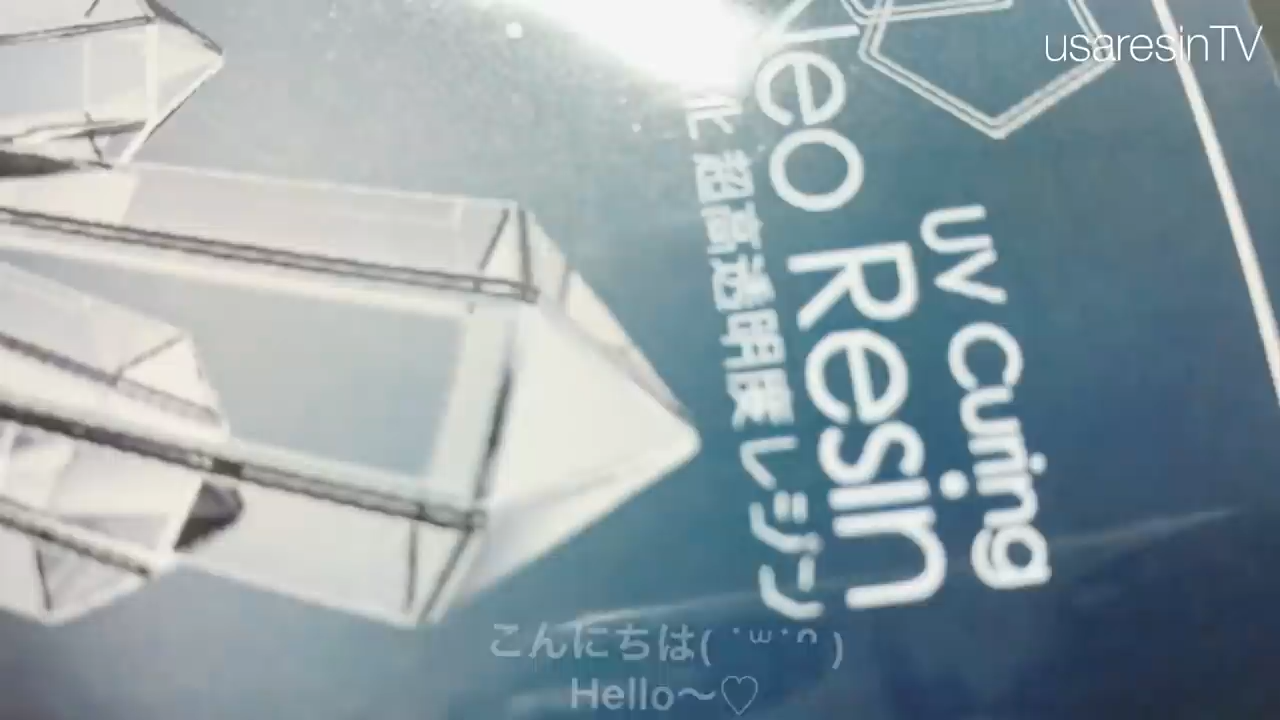 usaresinTV
UV Curing
Neo Resin
化 超高透明度レジン
こんにちは( ˙ω˙∩ )
Hello〜♡